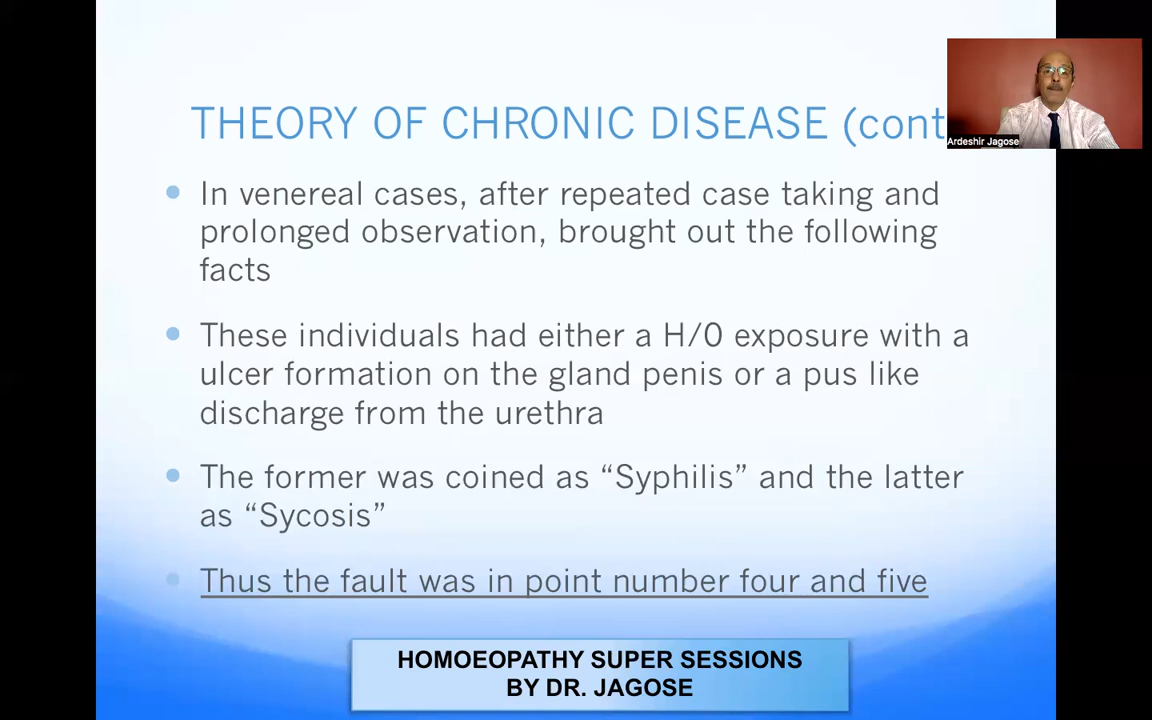 THEORY OF CHRONIC DISEASE (cont
Ardeshir Jagose
In venereal cases, after repeated case taking and
prolonged observation, brought out the following
facts
These individuals had either a H/0 exposure with a
ulcer formation on the gland penis or a pus like
discharge from the urethra
The former was coined as “Syphilis” and the latter
as “Sycosis”
Thus the fault was in point number four and five
HOMOEOPATHY SUPER SESSIONS
BY DR. JAGOSE